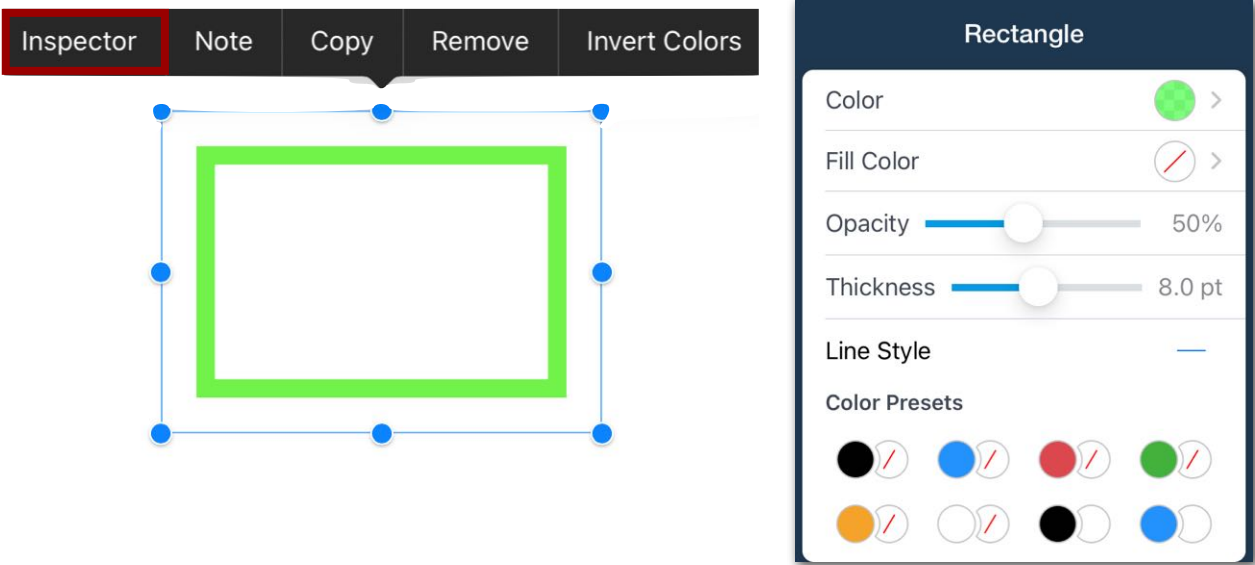 Inspector Note Copy Remove Invert Colors
Rectangle
Color
Fill Color
Opacity 50%
Thickness 8.0 pt
Line Style
Color Presets